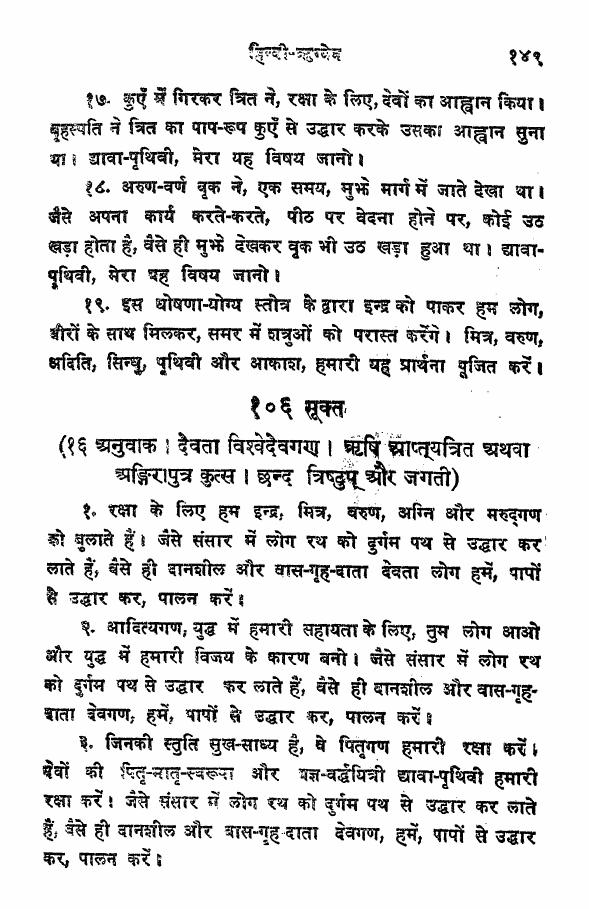 हिन्दी-ऋग्वेद १४९
१७. कुएँ में गिरकर त्रित ने, रक्षा के लिए, देवों का आह्वान किया।
बृहस्पति ने त्रित का पाप-रूप कुएँ से उद्धार करके उसका आह्वान सुना
था। द्यावा-पृथिवी, मेरा यह विषय जानो।
१८. अरुण-वर्ण वृक ने, एक समय, मुझे मार्ग में जाते देखा था।
जैसे अपना कार्य करते-करते, पीठ पर वेदना होने पर, कोई उठ
खड़ा होता है, वैसे ही मुझे देखकर वृक भी उठ खड़ा हुआ था। द्यावा-
पृथिवी, मेरा यह विषय जानो।
१९. इस घोषणा-योग्य स्तोत्र के द्वारा इन्द्र को पाकर हम लोग,
वीरों के साथ मिलकर, समर में शत्रुओं को परास्त करेंगे। मित्र, वरुण,
अदिति, सिन्धु, पृथिवी और आकाश, हमारी यह प्रार्थना पूजित करें।
१०६ सूक्त
(१६ अनुवाक। देवता विश्वेदेवगण। ऋषि आप्त्यत्रित अथवा
अङ्गिरापुत्र कुत्स। छन्द त्रिष्टुप् और जगती)
१. रक्षा के लिए हम इन्द्र, मित्र, वरुण, अग्नि और मरुद्गण
को बुलाते हैं। जैसे संसार में लोग रथ को दुर्गम पथ से उद्धार कर
लाते हैं, वैसे ही दानशील और वास-गृह-दाता देवता लोग हमें, पापों
से उद्धार कर, पालन करें।
२. आदित्यगण, युद्ध में हमारी सहायता के लिए, तुम लोग आओ
और युद्ध में हमारी विजय के कारण बनो। जैसे संसार में लोग रथ
को दुर्गम पथ से उद्धार कर लाते हैं, वैसे ही दानशील और वास-गृह-
दाता देवगण, हमें, पापों से उद्धार कर, पालन करें।
३. जिनकी स्तुति सुख-साध्य है, वे पितृगण हमारी रक्षा करें।
देवों की पितृ-मातृ-स्वरूपा और यज्ञ-वर्द्धयित्री द्यावा-पृथिवी हमारी
रक्षा करें। जैसे संसार में लोग रथ को दुर्गम पथ से उद्धार कर लाते
हैं, वैसे ही दानशील और वास-गृह-दाता देवगण, हमें, पापों से उद्धार
कर, पालन करें।